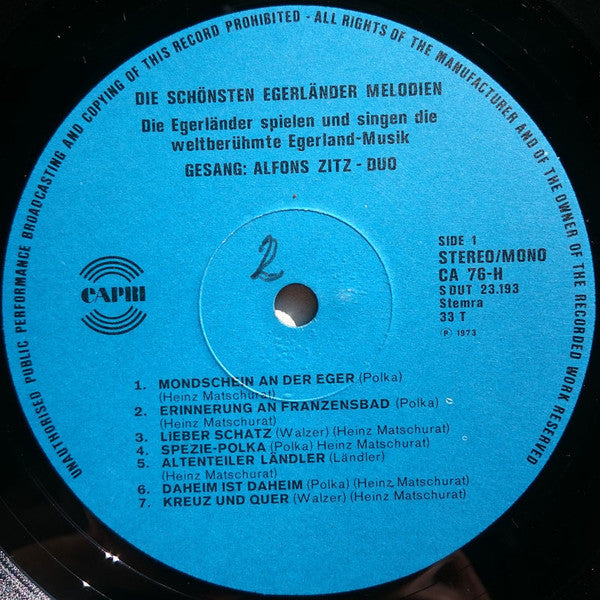 UNAUTHORISED PUBLIC PERFORMANCE BROADCASTING AND COPYING OF THIS RECORD PROHIBITED - ALL RIGHTS OF THE MANUFACTURER AND OF THE OWNER OF THE RECORDED WORK RESERVED
DIE SCHÖNSTEN EGERLÄNDER MELODIEN
Die Egerländer spielen und singen die
weltberühmte Egerland-Musik
GESANG: ALFONS ZITZ - DUO
2
CAPRI
SIDE 1
STEREO/MONO
CA 76-H
SDUT 23.193
Stemra
33 T
Ⓟ 1973
1. MONDSCHEIN AN DER EGER (Polka)
(Heinz Matschurat)
2. ERINNERUNG AN FRANZENSBAD (Polka)
(Heinz Matschurat)
3. LIEBER SCHATZ (Walzer) (Heinz Matschurat)
4. SPEZIE-POLKA (Polka) Heinz Matschurat)
5. ALTENTEILER LÄNDLER (Ländler)
(Heinz Matschurat)
6. DAHEIM IST DAHEIM (Polka) (Heinz Matschurat)
7. KREUZ UND QUER (Walzer) (Heinz Matschurat)